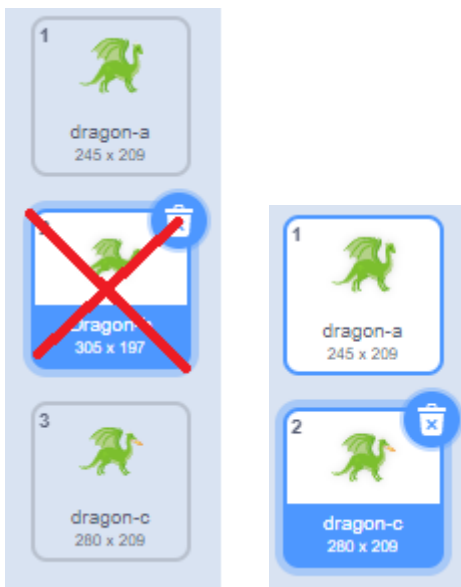 1
dragon-a
245 x 209
305 x 197
3
dragon-c
280 x 209
1
dragon-a
245 x 209
2
dragon-c
280 x 209